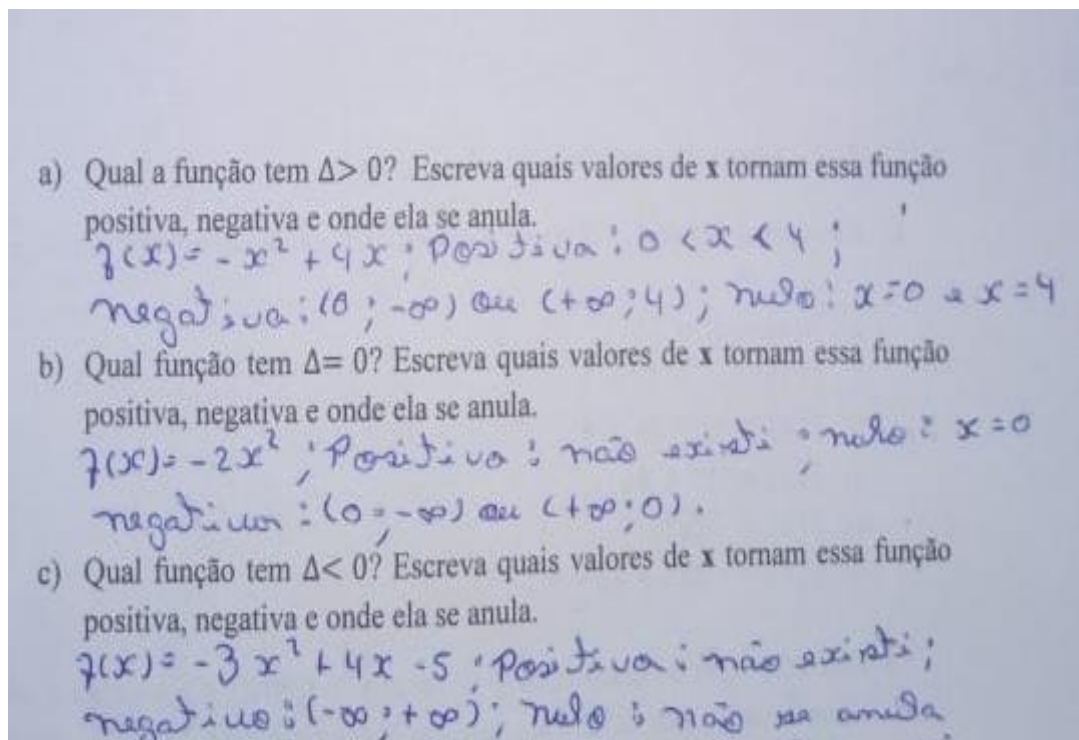 a) Qual a função tem Δ> 0? Escreva quais valores de x tornam essa função
positiva, negativa e onde ela se anula.
f(x)= -x² + 4x ; Positiva : 0 < x < 4 ;
negativa : (0 ; -∞) ou (+∞ ; 4) ; nulo : x=0 e x=4
b) Qual função tem Δ= 0? Escreva quais valores de x tornam essa função
positiva, negativa e onde ela se anula.
f(x)= -2x² ; Positiva : não existi ; nulo : x=0
negativa : (0 ; -∞) ou (+∞ ; 0).
c) Qual função tem Δ< 0? Escreva quais valores de x tornam essa função
positiva, negativa e onde ela se anula.
f(x)= -3x² + 4x -5 ; Positiva : não existi ;
negativo : (-∞ ; +∞) ; nulo : não se anula